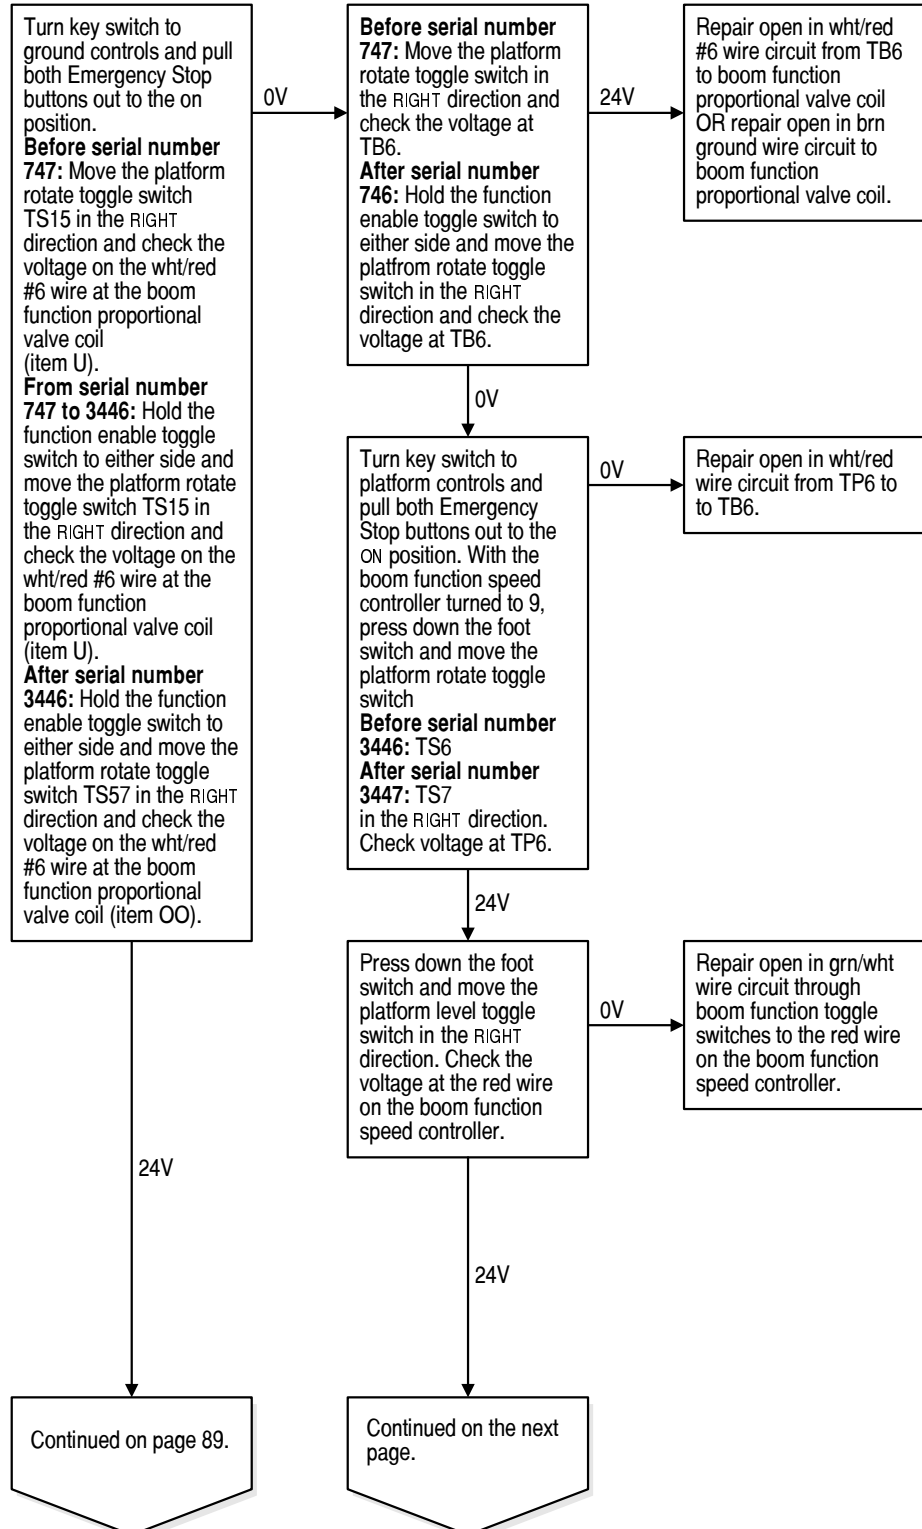 Turn key switch to
ground controls and pull
both Emergency Stop
buttons out to the on
position.
Before serial number
747: Move the platform
rotate toggle switch
TS15 in the RIGHT
direction and check the
voltage on the wht/red
#6 wire at the boom
function proportional
valve coil
(item U).
From serial number
747 to 3446: Hold the
function enable toggle
switch to either side and
move the platform rotate
toggle switch TS15 in
the RIGHT direction and
check the voltage on the
wht/red #6 wire at the
boom function
proportional valve coil
(item U).
After serial number
3446: Hold the function
enable toggle switch to
either side and move the
platform rotate toggle
switch TS57 in the RIGHT
direction and check the
voltage on the wht/red
#6 wire at the boom
function proportional
valve coil (item OO).
0V
Before serial number
747: Move the platform
rotate toggle switch in
the RIGHT direction and
check the voltage at
TB6.
After serial number
746: Hold the function
enable toggle switch to
either side and move the
platfrom rotate toggle
switch in the RIGHT
direction and check the
voltage at TB6.
24V
Repair open in wht/red
#6 wire circuit from TB6
to boom function
proportional valve coil
OR repair open in brn
ground wire circuit to
boom function
proportional valve coil.
0V
Turn key switch to
platform controls and
pull both Emergency
Stop buttons out to the
ON position. With the
boom function speed
controller turned to 9,
press down the foot
switch and move the
platform rotate toggle
switch
Before serial number
3446: TS6
After serial number
3447: TS7
in the RIGHT direction.
Check voltage at TP6.
0V
Repair open in wht/red
wire circuit from TP6 to
to TB6.
24V
Press down the foot
switch and move the
platform level toggle
switch in the RIGHT
direction. Check the
voltage at the red wire
on the boom function
speed controller.
0V
Repair open in grn/wht
wire circuit through
boom function toggle
switches to the red wire
on the boom function
speed controller.
24V
24V
Continued on page 89.
Continued on the next
page.